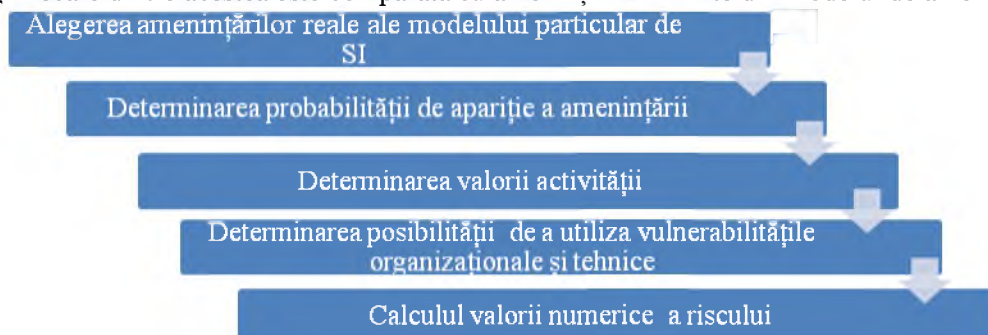 Alegerea amenințărilor reale ale modelului particular de
SI
Determinarea probabilității de apariție a amenințării
Determinarea valorii activității
Determinarea posibilității de a utiliza vulnerabilitățile
organizaționale și tehnice
Calculul valorii numerice a riscului